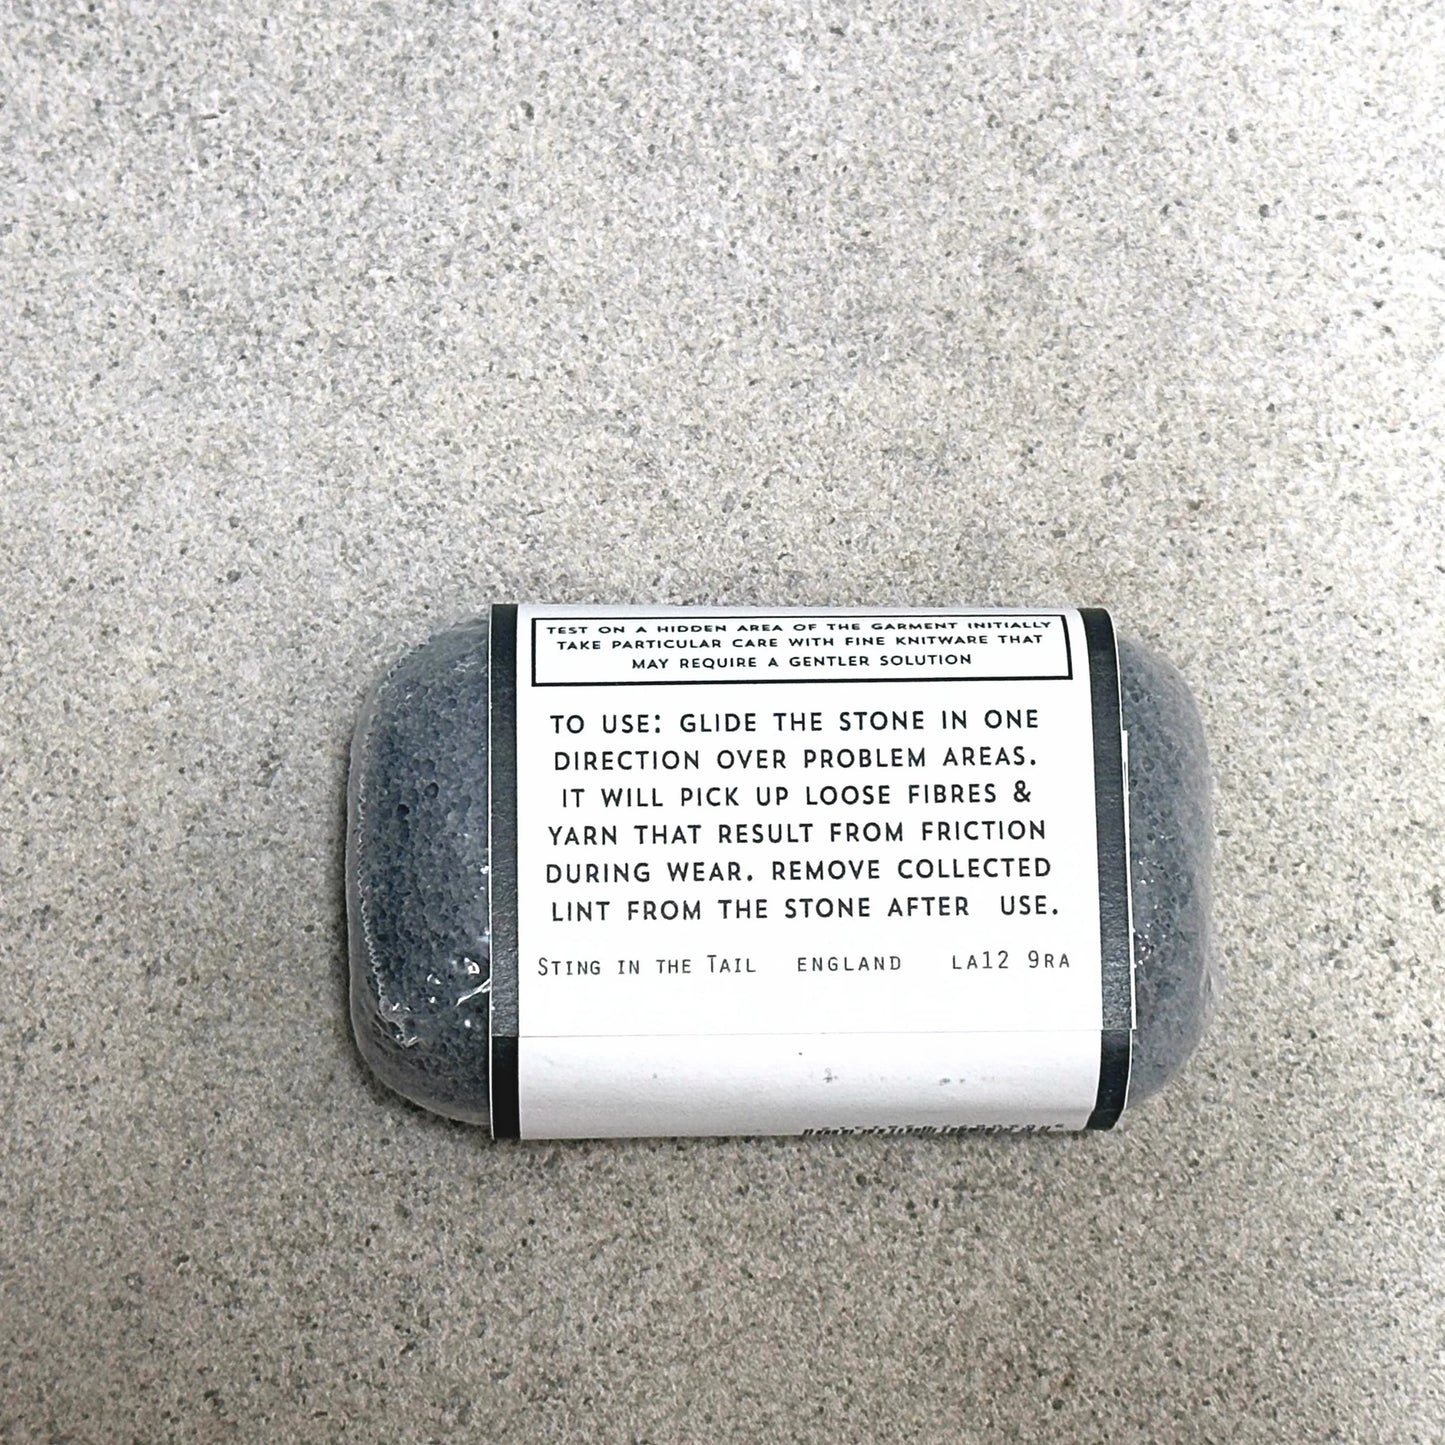 TEST ON A HIDDEN AREA OF THE GARMENT INITIALLY
TAKE PARTICULAR CARE WITH FINE KNITWARE THAT
MAY REQUIRE A GENTLER SOLUTION
TO USE: GLIDE THE STONE IN ONE
DIRECTION OVER PROBLEM AREAS.
IT WILL PICK UP LOOSE FIBRES &
YARN THAT RESULT FROM FRICTION
DURING WEAR. REMOVE COLLECTED
LINT FROM THE STONE AFTER USE.
STING IN THE TAIL ENGLAND LA12 9RA